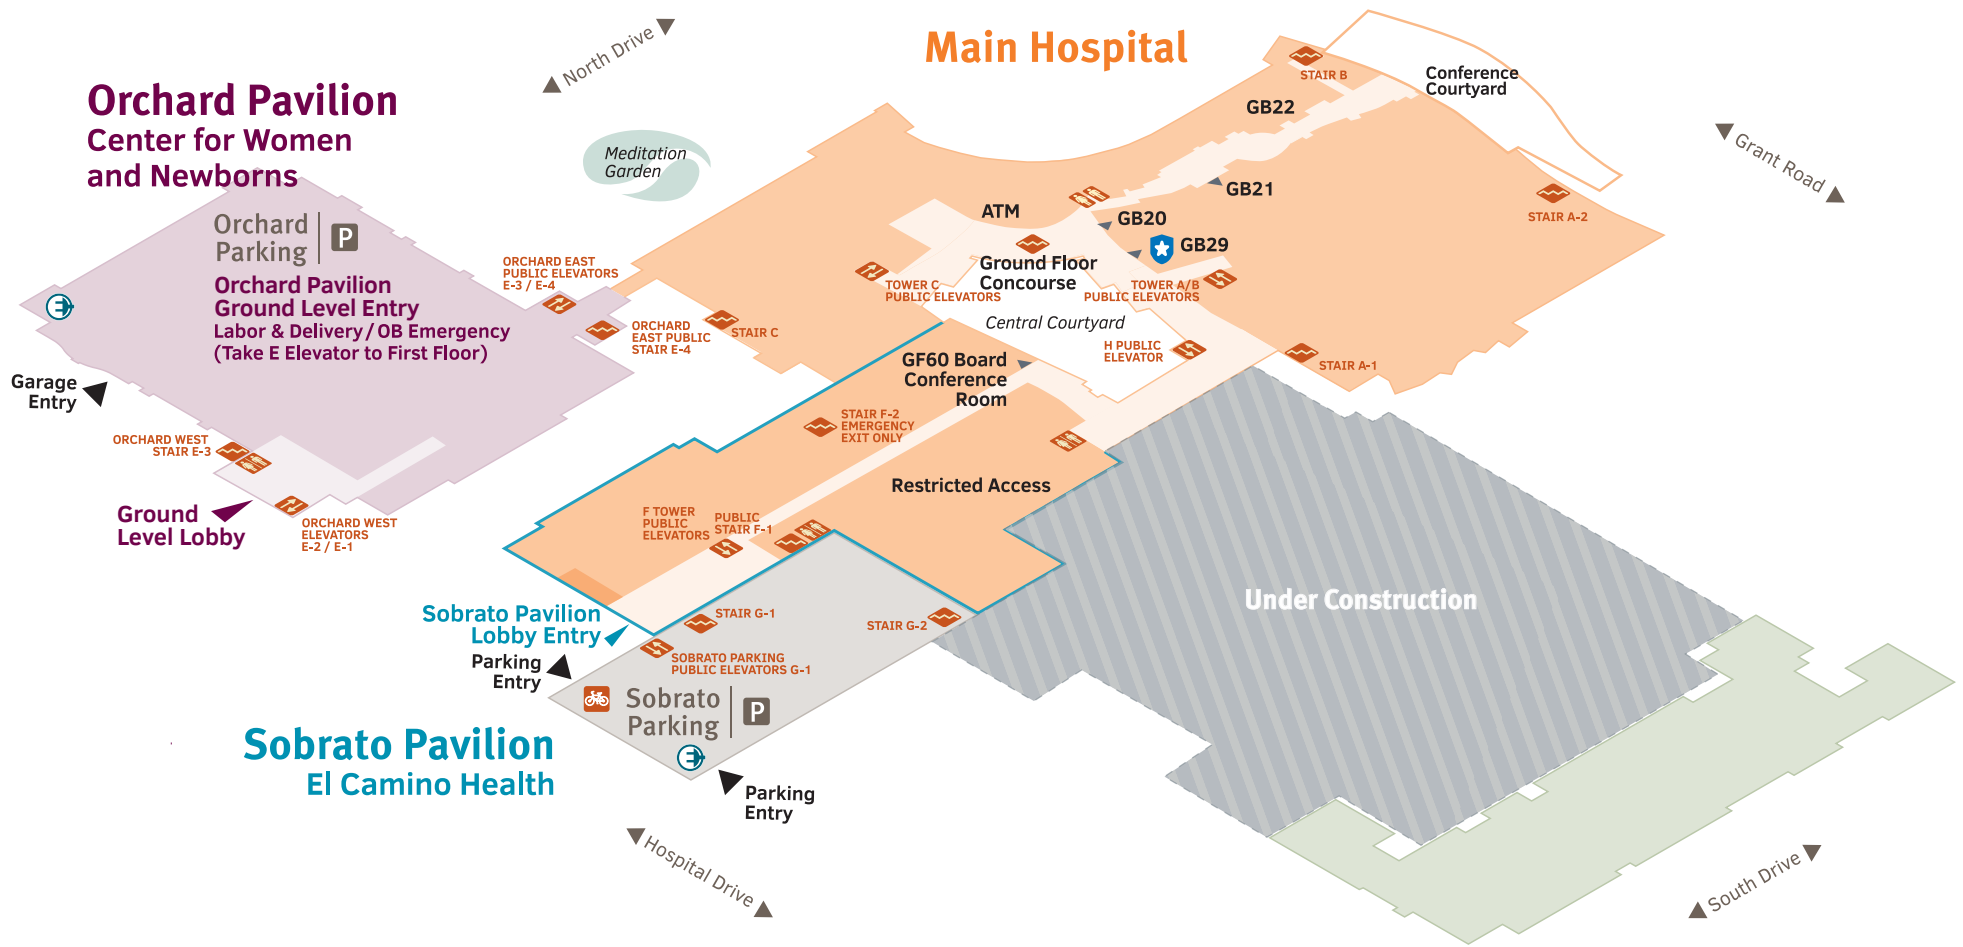 Main Hospital
North Drive
Orchard Pavilion
Center for Women
and Newborns
Meditation
Garden
STAIR B
Conference
Courtyard
GB22
Grant Road
GB21
STAIR A-2
ATM
GB20
GB29
Orchard
Parking
P
Orchard Pavilion
Ground Level Entry
Labor & Delivery / OB Emergency
(Take E Elevator to First Floor)
ORCHARD EAST
PUBLIC ELEVATORS
E-3 / E-4
ORCHARD
EAST PUBLIC
STAIR E-4
STAIR C
TOWER C
PUBLIC ELEVATORS
Ground Floor
Concourse
TOWER A/B
PUBLIC ELEVATORS
Central Courtyard
H PUBLIC
ELEVATOR
STAIR A-1
GF60 Board
Conference
Room
Garage
Entry
ORCHARD WEST
STAIR E-3
STAIR F-2
EMERGENCY
EXIT ONLY
Restricted Access
Ground
Level Lobby
ORCHARD WEST
ELEVATORS
E-2 / E-1
F TOWER
PUBLIC
ELEVATORS
PUBLIC
STAIR F-1
Under Construction
Sobrato Pavilion
Lobby Entry
STAIR G-1
STAIR G-2
Parking
Entry
SOBRATO PARKING
PUBLIC ELEVATORS G-1
Sobrato
Parking
P
Sobrato Pavilion
El Camino Health
Parking
Entry
Hospital Drive
South Drive